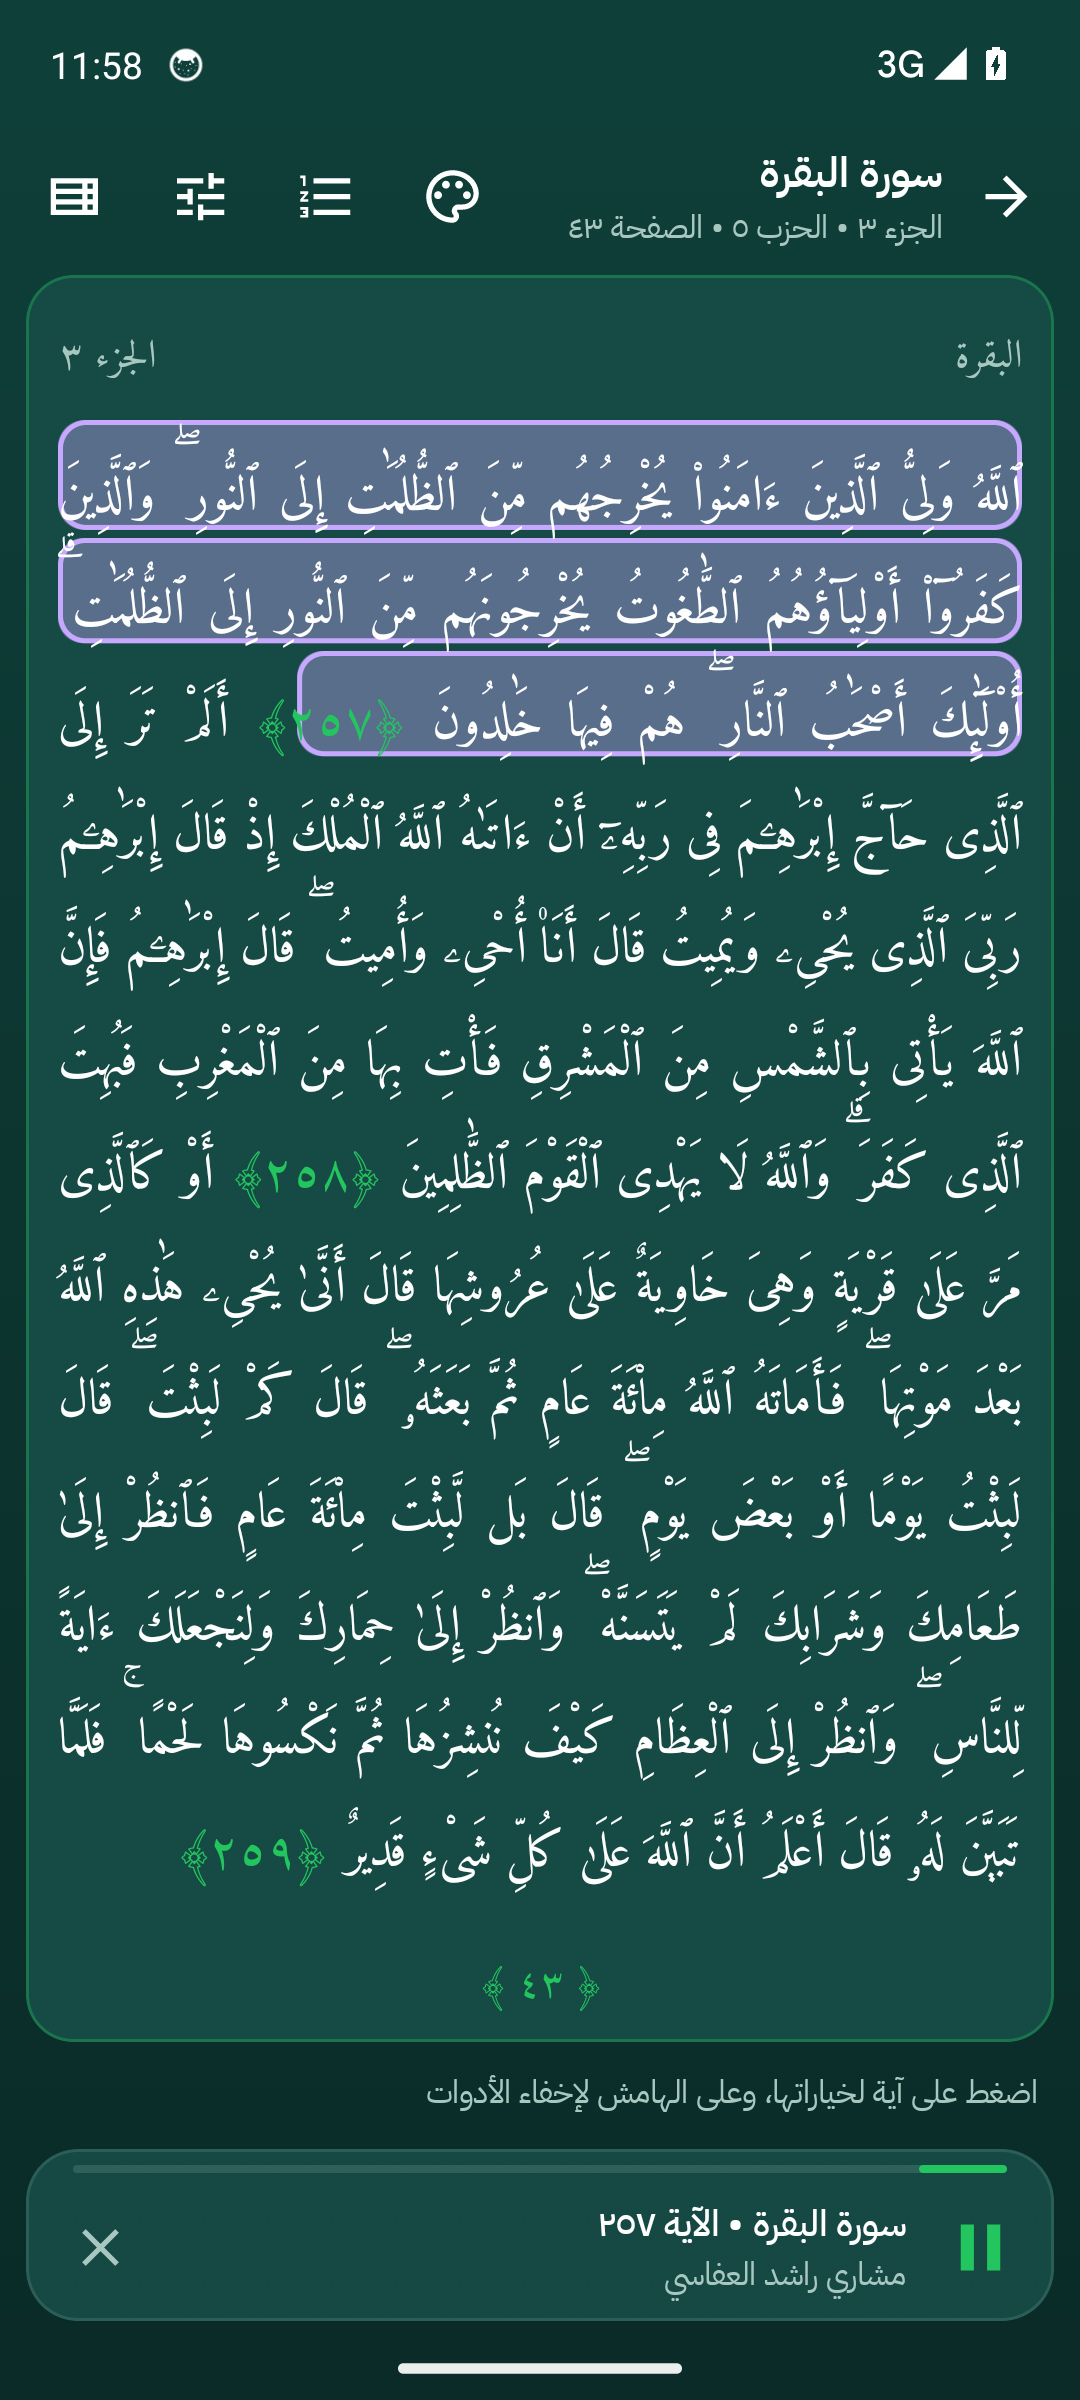 11:58
3G
سورة البقرة
الجزء ٣ • الحزب ٥ • الصفحة ٤٣
البقرة
الجزء ٣
ٱللَّهُ وَلِىُّ ٱلَّذِينَ ءَامَنُوا۟ يُخْرِجُهُم مِّنَ ٱلظُّلُمَٰتِ إِلَى ٱلنُّورِ ۖ وَٱلَّذِينَ
كَفَرُوٓا۟ أَوْلِيَآؤُهُمُ ٱلطَّٰغُوتُ يُخْرِجُونَهُم مِّنَ ٱلنُّورِ إِلَى ٱلظُّلُمَٰتِ ۗ
أُو۟لَٰٓئِكَ أَصْحَٰبُ ٱلنَّارِ ۖ هُمْ فِيهَا خَٰلِدُونَ ﴿٢٥٧﴾ أَلَمْ تَرَ إِلَى
ٱلَّذِى حَآجَّ إِبْرَٰهِۦمَ فِى رَبِّهِۦٓ أَنْ ءَاتَىٰهُ ٱللَّهُ ٱلْمُلْكَ إِذْ قَالَ إِبْرَٰهِۦمُ
رَبِّىَ ٱلَّذِى يُحْىِۦ وَيُمِيتُ قَالَ أَنَا۠ أُحْىِۦ وَأُمِيتُ ۖ قَالَ إِبْرَٰهِۦمُ فَإِنَّ
ٱللَّهَ يَأْتِى بِٱلشَّمْسِ مِنَ ٱلْمَشْرِقِ فَأْتِ بِهَا مِنَ ٱلْمَغْرِبِ فَبُهِتَ
ٱلَّذِى كَفَرَ ۗ وَٱللَّهُ لَا يَهْدِى ٱلْقَوْمَ ٱلظَّٰلِمِينَ ﴿٢٥٨﴾ أَوْ كَٱلَّذِى
مَرَّ عَلَىٰ قَرْيَةٍ وَهِىَ خَاوِيَةٌ عَلَىٰ عُرُوشِهَا قَالَ أَنَّىٰ يُحْىِۦ هَٰذِهِ ٱللَّهُ
بَعْدَ مَوْتِهَا ۖ فَأَمَاتَهُ ٱللَّهُ مِا۟ئَةَ عَامٍ ثُمَّ بَعَثَهُۥ ۖ قَالَ كَمْ لَبِثْتَ ۖ قَالَ
لَبِثْتُ يَوْمًا أَوْ بَعْضَ يَوْمٍ ۖ قَالَ بَل لَّبِثْتَ مِا۟ئَةَ عَامٍ فَٱنظُرْ إِلَىٰ
طَعَامِكَ وَشَرَابِكَ لَمْ يَتَسَنَّهْ ۖ وَٱنظُرْ إِلَىٰ حِمَارِكَ وَلِنَجْعَلَكَ ءَايَةً
لِّلنَّاسِ ۖ وَٱنظُرْ إِلَى ٱلْعِظَامِ كَيْفَ نُنشِزُهَا ثُمَّ نَكْسُوهَا لَحْمًا ۚ فَلَمَّا
تَبَيَّنَ لَهُۥ قَالَ أَعْلَمُ أَنَّ ٱللَّهَ عَلَىٰ كُلِّ شَىْءٍ قَدِيرٌ ﴿٢٥٩﴾
﴿ ٤٣ ﴾
اضغط على آية لخياراتها، وعلى الهامش لإخفاء الأدوات
سورة البقرة • الآية ٢٥٧
مشاري راشد العفاسي